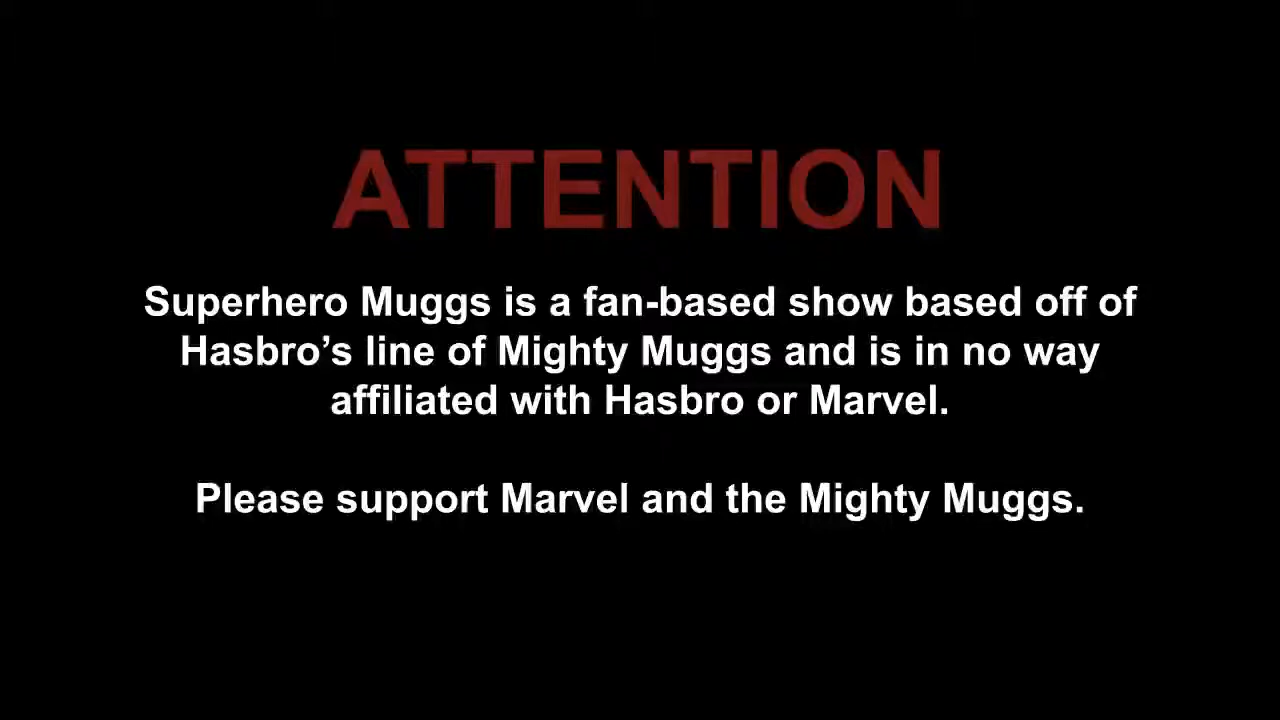 ATTENTION
Superhero Muggs is a fan-based show based off of
Hasbro’s line of Mighty Muggs and is in no way
affiliated with Hasbro or Marvel.
Please support Marvel and the Mighty Muggs.